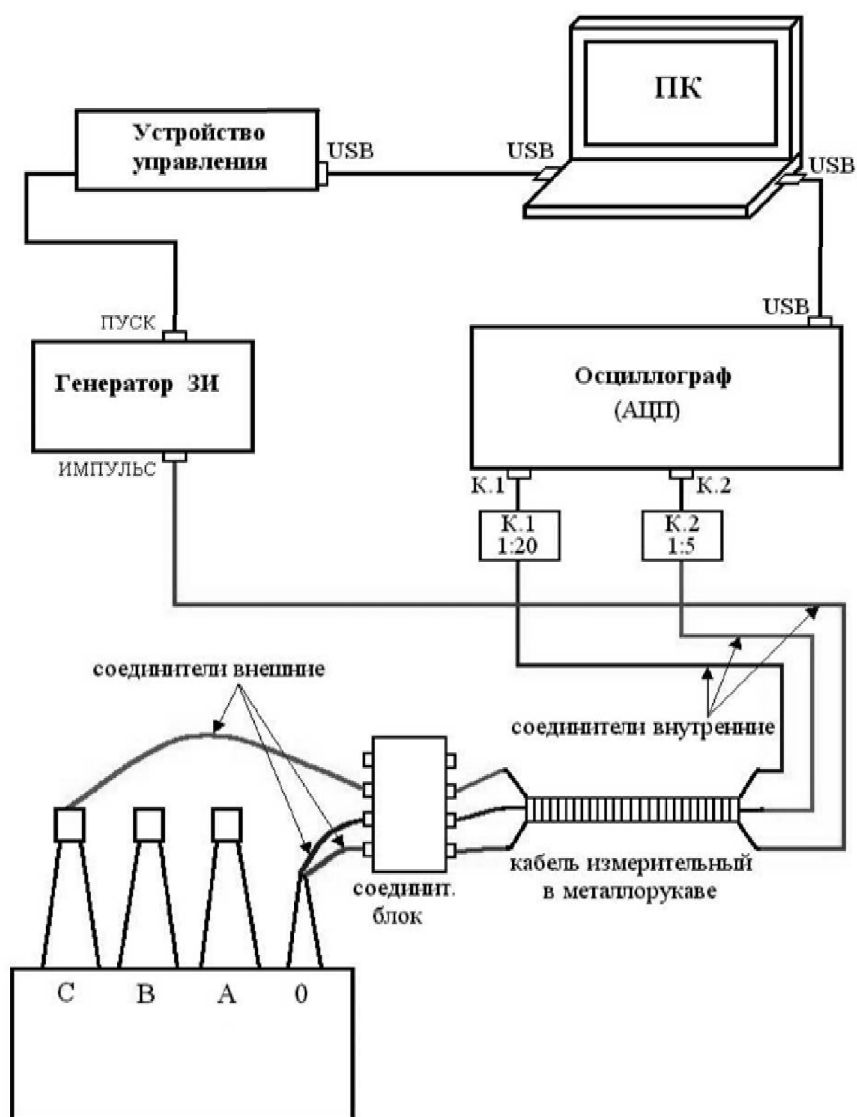 ПК
Устройство
управления
USB
USB
USB
USB
ПУСК
Генератор ЗИ
ИМПУЛЬС
Осциллограф
(АЦП)
К.1
К.2
К.1
1:20
К.2
1:5
соединители внешние
соединители внутренние
кабель измерительный
в металлорукаве
соединит.
блок
C
B
A
0